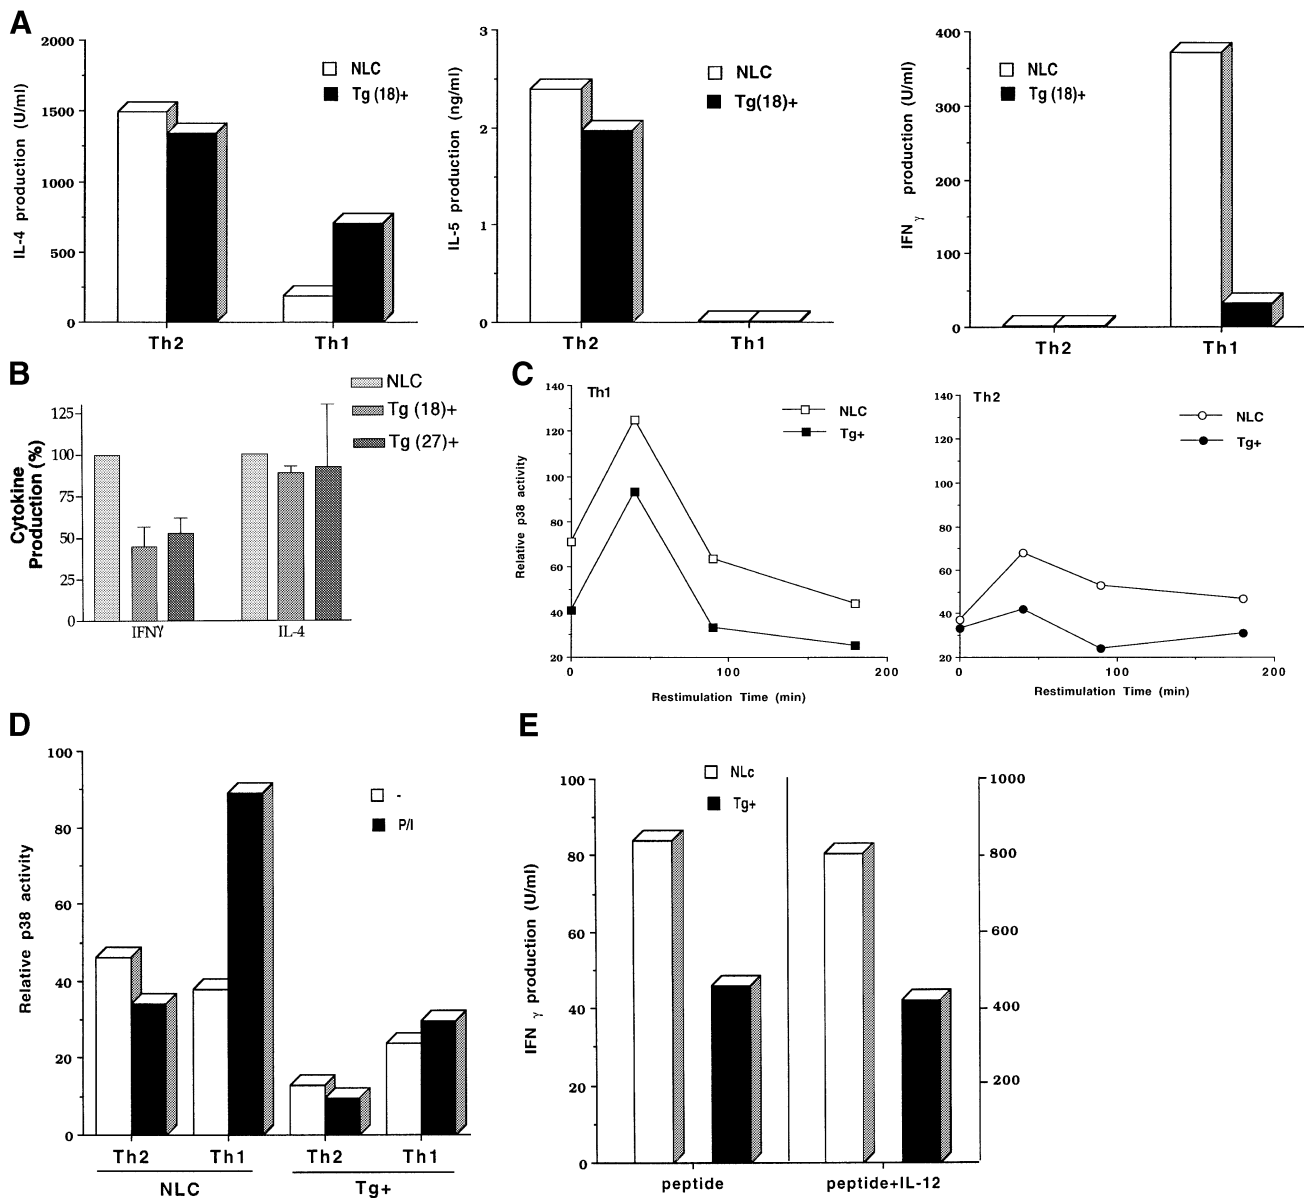 A
IL-4 production (U/ml)
2000
1500
1000
500
0
NLC
Tg (18)+
Th2
Th1
IL-5 production (ng/ml)
3
2
1
0
NLC
Tg(18)+
Th2
Th1
IFN γ production (U/ml)
400
300
200
100
0
NLC
Tg (18)+
Th2
Th1
B
Cytokine
Production (%)
125
100
75
50
25
0
NLC
Tg (18)+
Tg (27)+
IFNγ
IL-4
C
Relative p38 activity
140
120
100
80
60
40
20
Th1
NLC
Tg+
0
100
200
Restimulation Time (min)
140
120
100
80
60
40
20
Th2
NLC
Tg+
0
100
200
Restimulation Time (min)
D
Relative p38 activity
100
80
60
40
20
0
-
P/I
Th2
Th1
Th2
Th1
NLC
Tg+
E
IFN γ production (U/ml)
100
80
60
40
20
0
NLc
Tg+
1000
800
600
400
200
peptide
peptide+IL-12